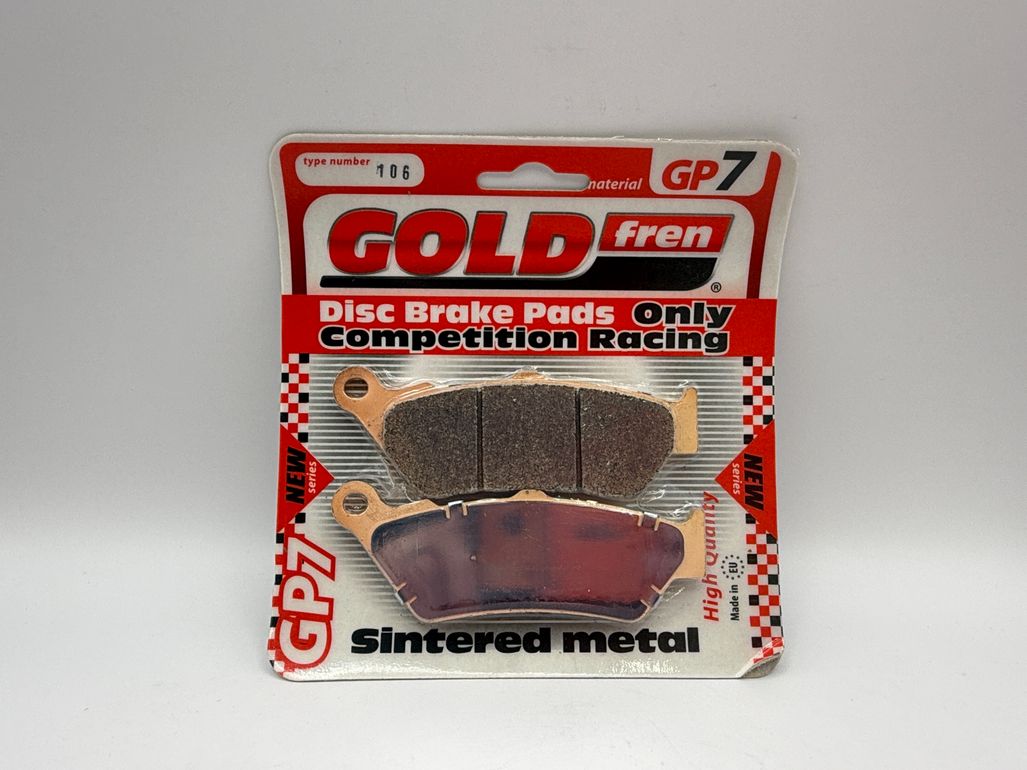 type number 106
material GP7
GOLD fren ®
Disc Brake Pads Only
Competition Racing
NEW
series
NEW
series
GP7
High Quality
Made in EU
Sintered metal